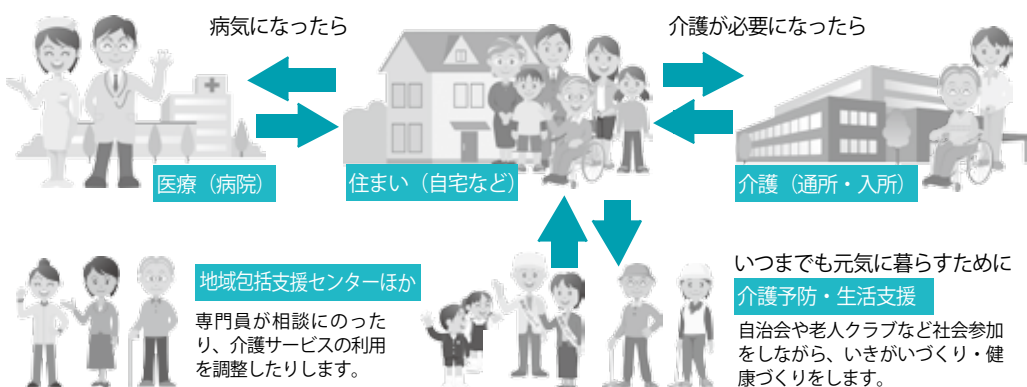 病気になったら
介護が必要になったら
医療（病院）
住まい（自宅など）
介護（通所・入所）
地域包括支援センターほか
専門員が相談にのった
り、介護サービスの利用
を調整したりします。
いつまでも元気に暮らすために
介護予防・生活支援
自治会や老人クラブなど社会参加
をしながら、いきがいづくり・健
康づくりをします。